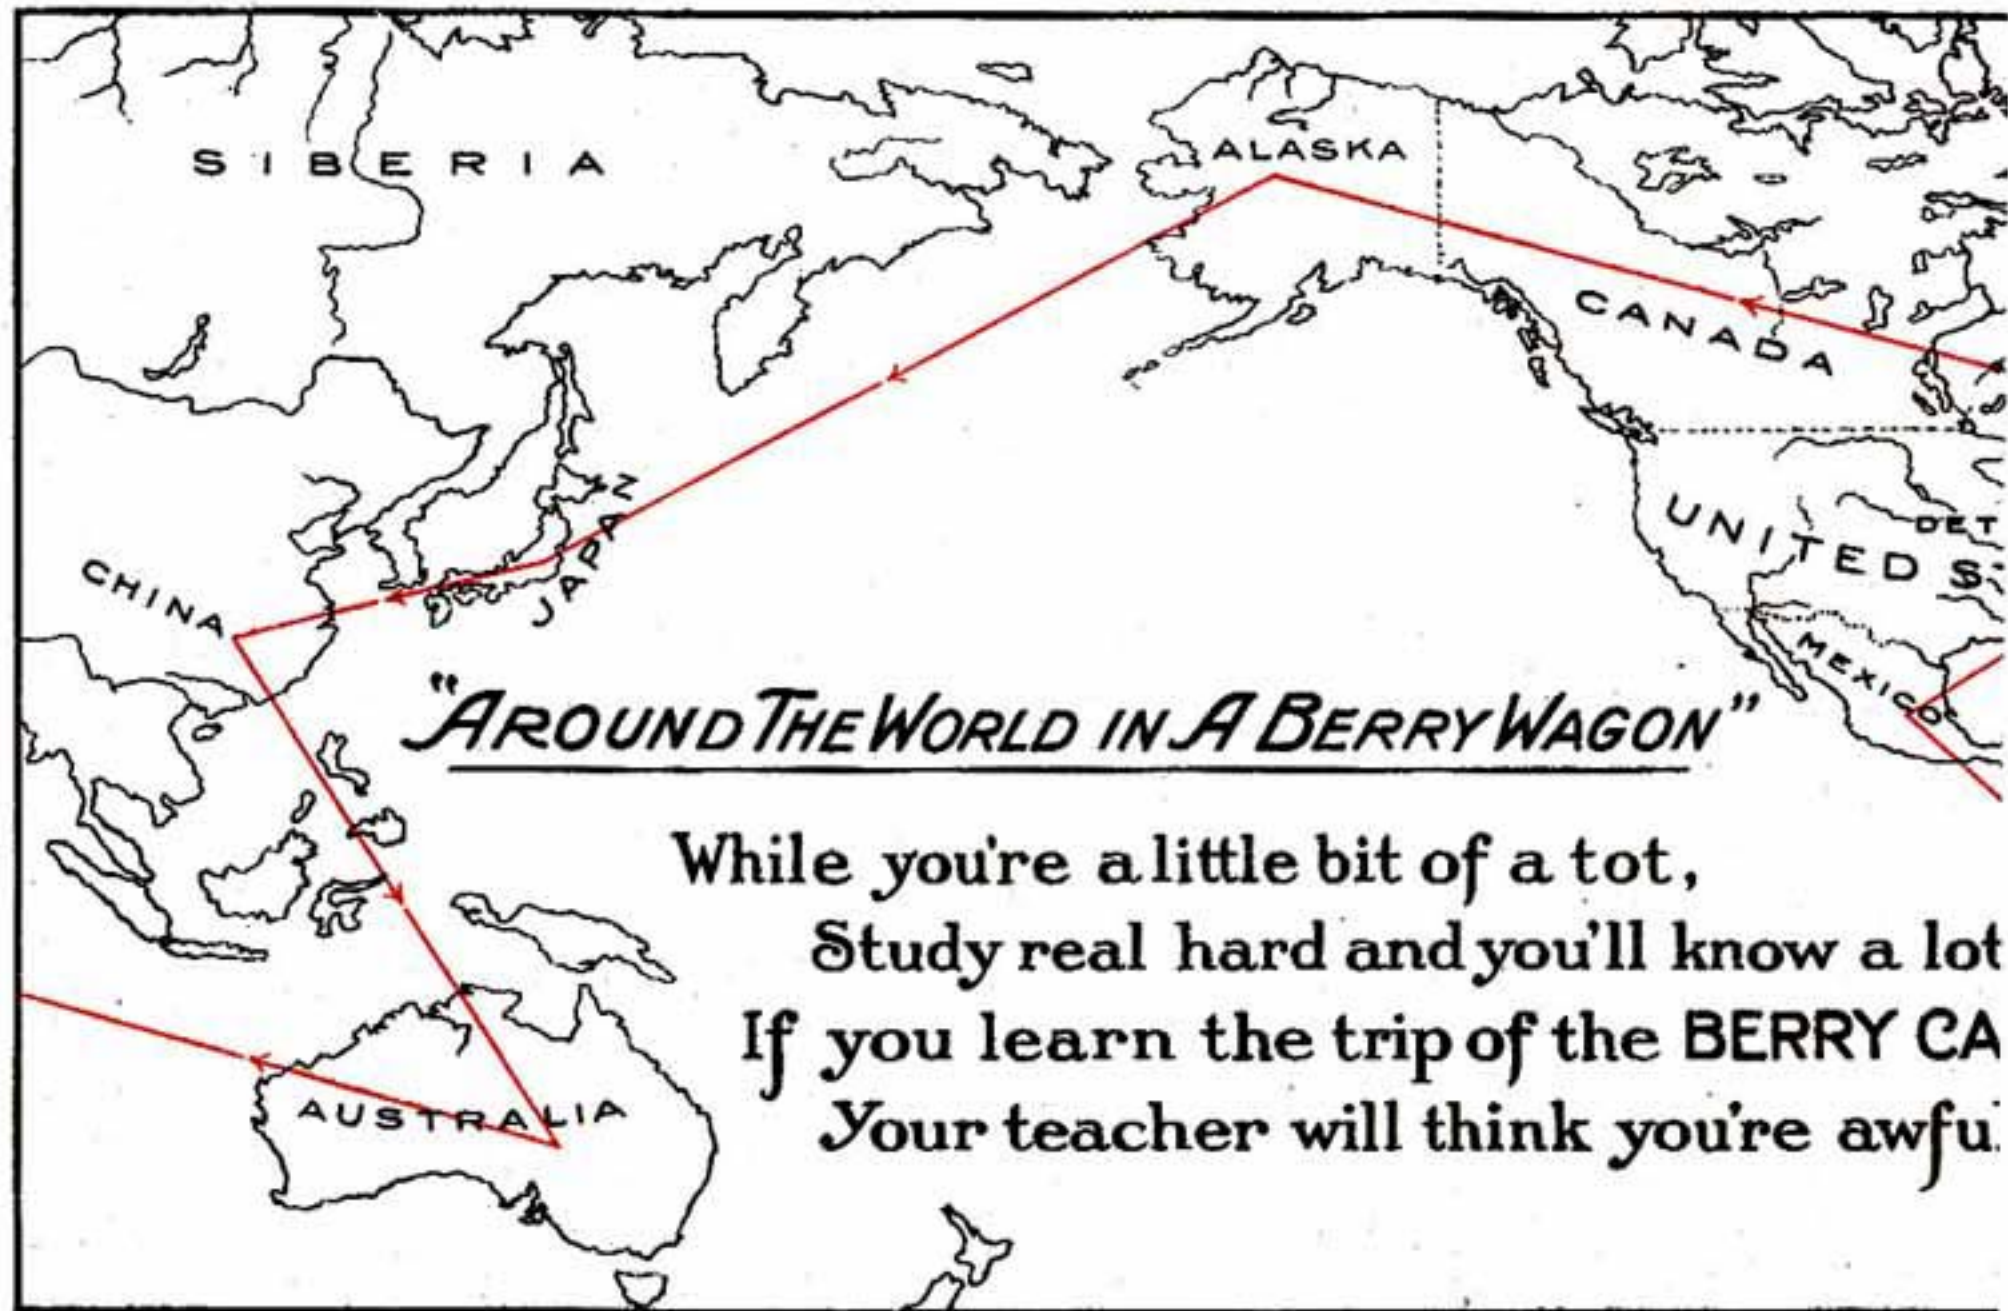 SIBERIA
ALASKA
CANADA
JAPAN
UNITED S
DET
CHINA
MEXICO
"AROUND THE WORLD IN A BERRY WAGON"
While you're a little bit of a tot,
Study real hard and you'll know a lot
If you learn the trip of the BERRY CA
Your teacher will think you're awfu
AUSTRALIA